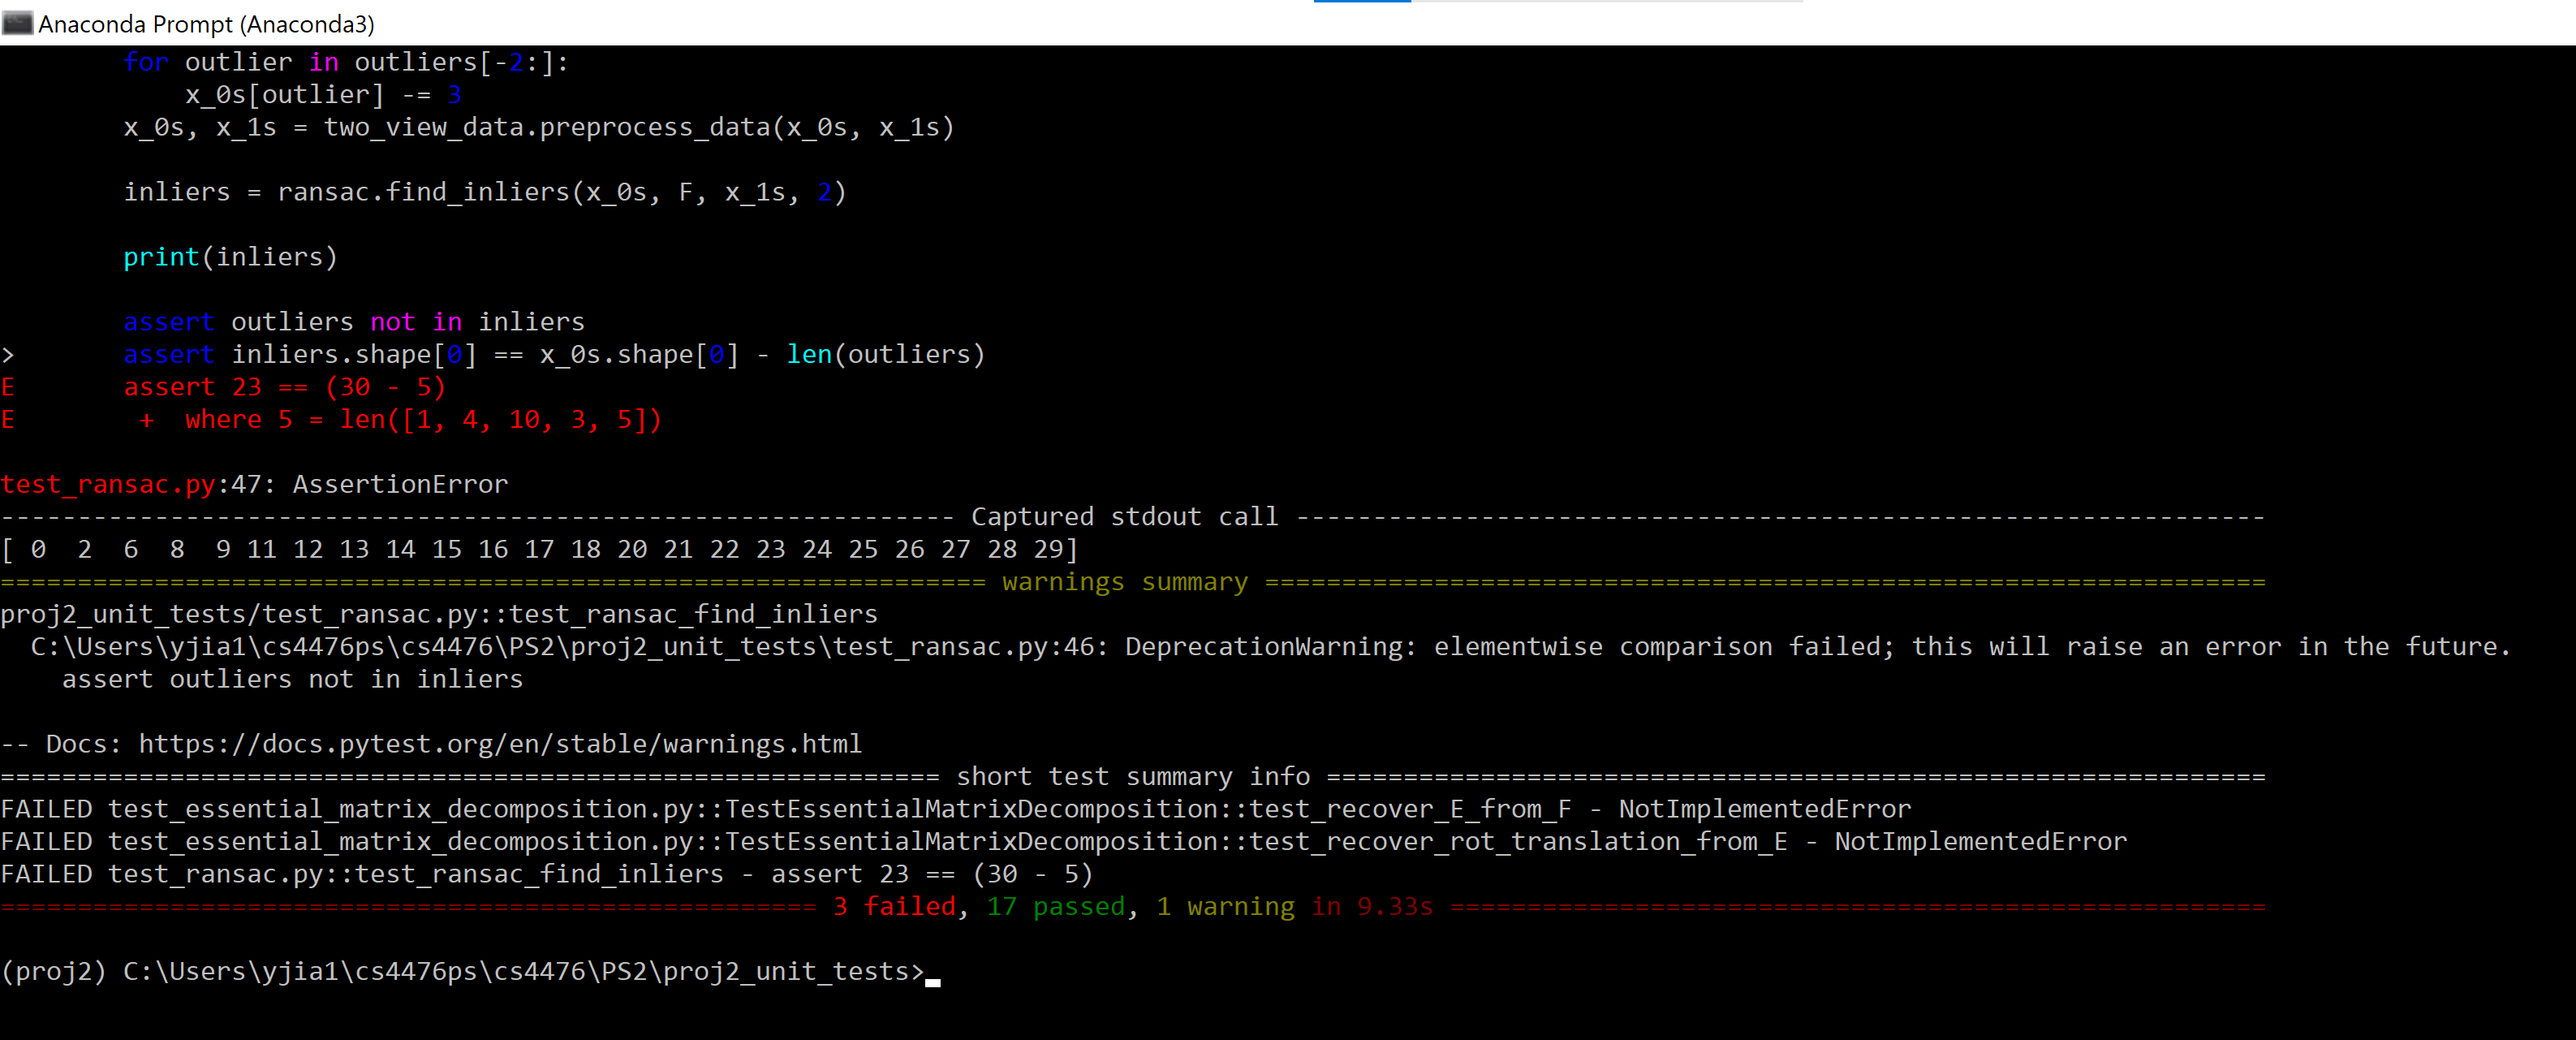 Anaconda Prompt (Anaconda3)
        for outlier in outliers[-2:]:
            x_0s[outlier] -= 3
        x_0s, x_1s = two_view_data.preprocess_data(x_0s, x_1s)
        inliers = ransac.find_inliers(x_0s, F, x_1s, 2)
        print(inliers)
        assert outliers not in inliers
>       assert inliers.shape[0] == x_0s.shape[0] - len(outliers)
E       assert 23 == (30 - 5)
E        +  where 5 = len([1, 4, 10, 3, 5])
test_ransac.py:47: AssertionError
-------------------------------------------------------------- Captured stdout call ---------------------------------------------------------------
[ 0  2  6  8  9 11 12 13 14 15 16 17 18 20 21 22 23 24 25 26 27 28 29]
================================================================ warnings summary =================================================================
proj2_unit_tests/test_ransac.py::test_ransac_find_inliers
  C:\Users\yjia1\cs4476ps\cs4476\PS2\proj2_unit_tests\test_ransac.py:46: DeprecationWarning: elementwise comparison failed; this will raise an error in the future.
    assert outliers not in inliers
-- Docs: https://docs.pytest.org/en/stable/warnings.html
============================================================= short test summary info =============================================================
FAILED test_essential_matrix_decomposition.py::TestEssentialMatrixDecomposition::test_recover_E_from_F - NotImplementedError
FAILED test_essential_matrix_decomposition.py::TestEssentialMatrixDecomposition::test_recover_rot_translation_from_E - NotImplementedError
FAILED test_ransac.py::test_ransac_find_inliers - assert 23 == (30 - 5)
===================================================== 3 failed, 17 passed, 1 warning in 9.33s =====================================================
(proj2) C:\Users\yjia1\cs4476ps\cs4476\PS2\proj2_unit_tests>